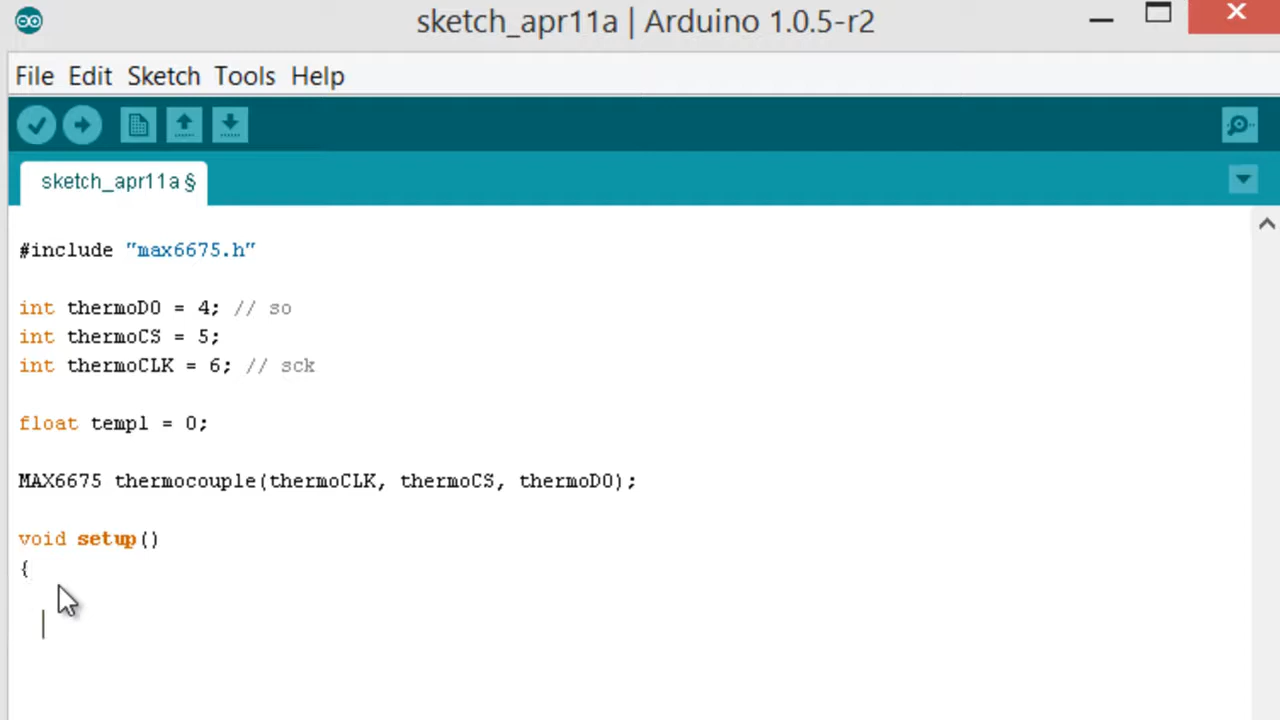 sketch_apr11a | Arduino 1.0.5-r2
File Edit Sketch Tools Help
sketch_apr11a §
#include "max6675.h"
int thermoDO = 4; // so
int thermoCS = 5;
int thermoCLK = 6; // sck
float temp1 = 0;
MAX6675 thermocouple(thermoCLK, thermoCS, thermoDO);
void setup()
{